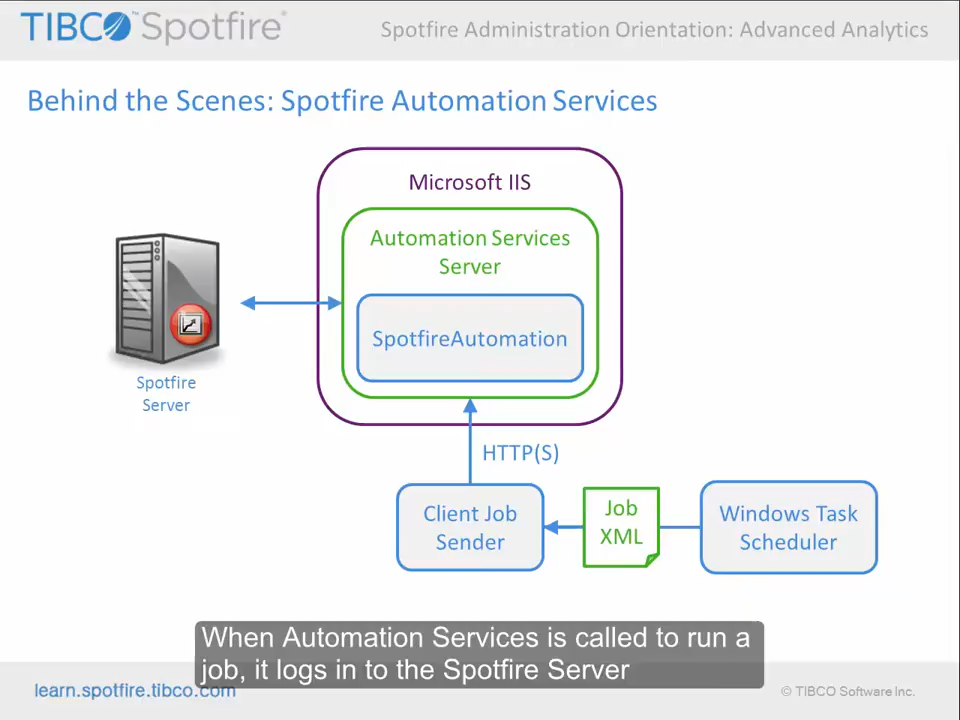 TIBCO™ Spotfire®
Spotfire Administration Orientation: Advanced Analytics
Behind the Scenes: Spotfire Automation Services
Microsoft IIS
Automation Services
Server
SpotfireAutomation
Spotfire
Server
HTTP(S)
Client Job
Sender
Job
XML
Windows Task
Scheduler
When Automation Services is called to run a
job, it logs in to the Spotfire Server
learn.spotfire.tibco.com
© TIBCO Software Inc.